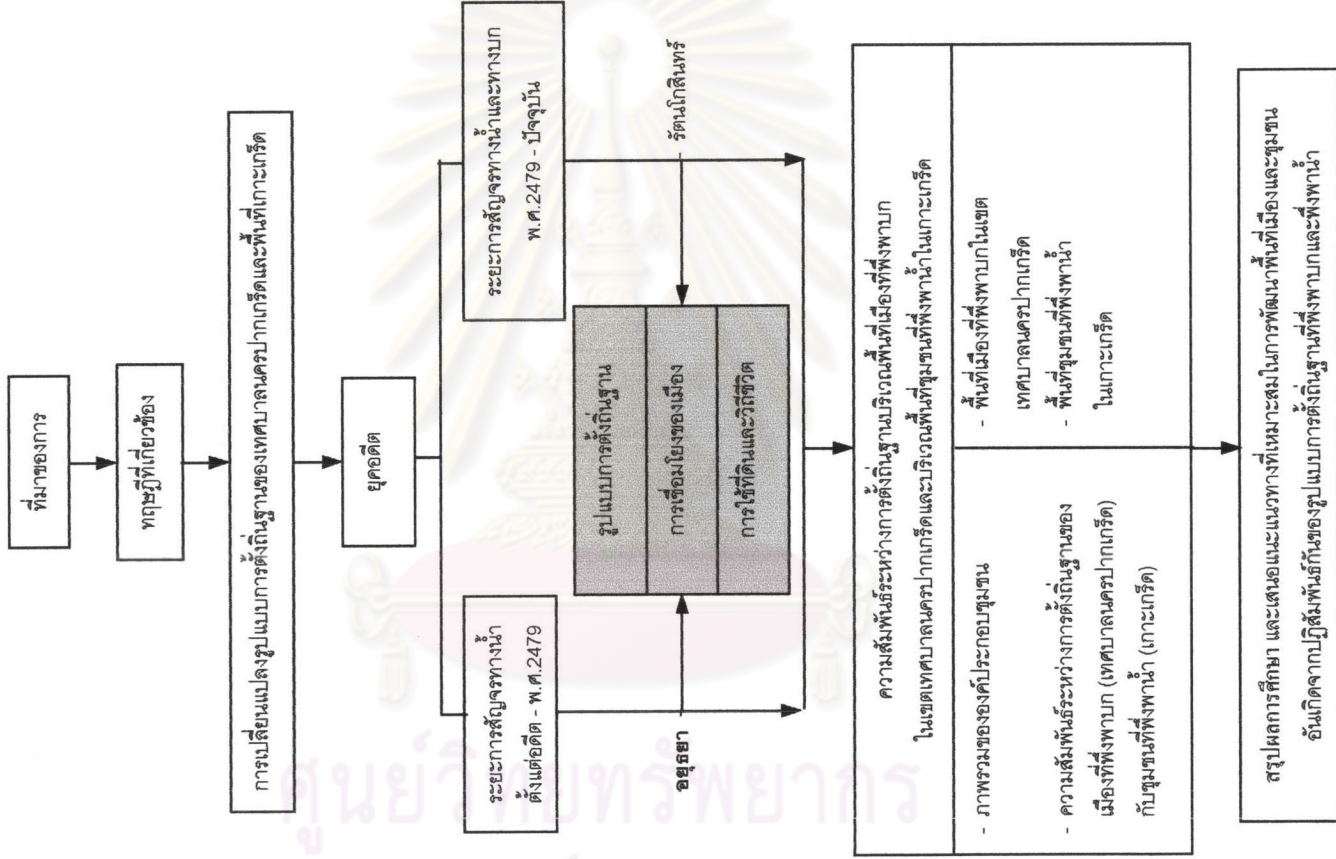 ที่มาของการ
ทฤษฎีที่เกี่ยวข้อง
การเปลี่ยนแปลงรูปแบบการตั้งถิ่นฐานของเทศบาลนครปากเกร็ดและพื้นที่เกาะเกร็ด
ยุคอดีต
ระยะการสัญจรทางน้ำ
ตั้งแต่อดีต - พ.ศ.2479
ระยะการสัญจรทางน้ำและทางบก
พ.ศ.2479 - ปัจจุบัน
อยุธยา
รูปแบบการตั้งถิ่นฐาน
การเชื่อมโยงของเมือง
การใช้ที่ดินและวิถีชีวิต
รัตนโกสินทร์
ความสัมพันธ์ระหว่างการตั้งถิ่นฐานบริเวณพื้นที่เมืองที่พึ่งพาบก
ในเขตเทศบาลนครปากเกร็ดและบริเวณพื้นที่ชุมชนที่พึ่งพาน้ำในเกาะเกร็ด
- ภาพรวมขององค์ประกอบชุมชน
- ความสัมพันธ์ระหว่างการตั้งถิ่นฐานของ
เมืองที่พึ่งพาบก (เทศบาลนครปากเกร็ด)
กับชุมชนที่พึ่งพาน้ำ (เกาะเกร็ด)
- พื้นที่เมืองที่พึ่งพาบกในเขต
เทศบาลนครปากเกร็ด
- พื้นที่ชุมชนที่พึ่งพาน้ำ
ในเกาะเกร็ด
สรุปผลการศึกษา และเสนอแนะแนวทางที่เหมาะสมในการพัฒนาพื้นที่เมืองและชุมชน
อันเกิดจากปฏิสัมพันธ์กันของรูปแบบการตั้งถิ่นฐานที่พึ่งพาบกและพึ่งพาน้ำ
ศูนย์วิทยทรัพยากร